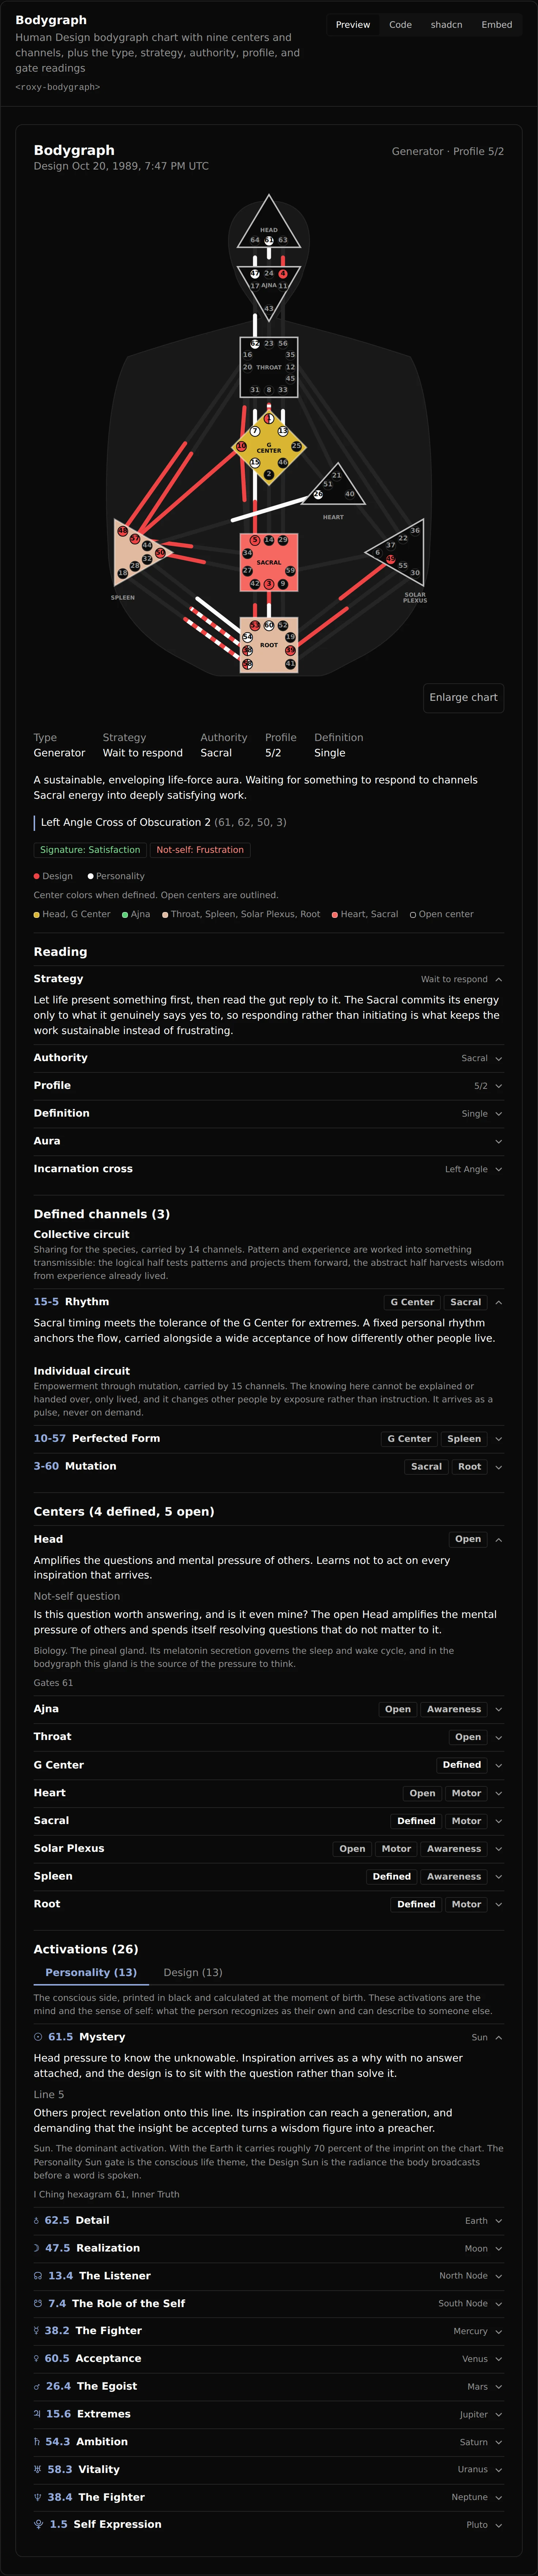 Bodygraph
Human Design bodygraph chart with nine centers and
channels, plus the type, strategy, authority, profile, and
gate readings
<roxy-bodygraph>
Preview Code shadcn Embed
Bodygraph
Design Oct 20, 1989, 7:47 PM UTC
Generator · Profile 5/2
HEAD
64 61 63
47 24 4
17 AJNA 11
43
62 23 56
16 35
20 THROAT 12
45
31 8 33
1
7 13
10 G CENTER 25
15 46
2
21
51
26 40
HEART
48
57
44
50
32
28
18
SPLEEN
5 14 29
34
SACRAL
27 59
42 3 9
36
22
37
6
49
55
30
SOLAR
PLEXUS
53 60 52
54 19
ROOT
38 39
58 41
Enlarge chart
Type Strategy Authority Profile Definition
Generator Wait to respond Sacral 5/2 Single
A sustainable, enveloping life-force aura. Waiting for something to respond to channels
Sacral energy into deeply satisfying work.
Left Angle Cross of Obscuration 2 (61, 62, 50, 3)
Signature: Satisfaction Not-self: Frustration
Design Personality
Center colors when defined. Open centers are outlined.
Head, G Center Ajna Throat, Spleen, Solar Plexus, Root Heart, Sacral Open center
Reading
Strategy Wait to respond
Let life present something first, then read the gut reply to it. The Sacral commits its energy
only to what it genuinely says yes to, so responding rather than initiating is what keeps the
work sustainable instead of frustrating.
Authority Sacral
Profile 5/2
Definition Single
Aura
Incarnation cross Left Angle
Defined channels (3)
Collective circuit
Sharing for the species, carried by 14 channels. Pattern and experience are worked into something
transmissible: the logical half tests patterns and projects them forward, the abstract half harvests wisdom
from experience already lived.
15-5 Rhythm G Center Sacral
Sacral timing meets the tolerance of the G Center for extremes. A fixed personal rhythm
anchors the flow, carried alongside a wide acceptance of how differently other people live.
Individual circuit
Empowerment through mutation, carried by 15 channels. The knowing here cannot be explained or
handed over, only lived, and it changes other people by exposure rather than instruction. It arrives as a
pulse, never on demand.
10-57 Perfected Form G Center Spleen
3-60 Mutation Sacral Root
Centers (4 defined, 5 open)
Head Open
Amplifies the questions and mental pressure of others. Learns not to act on every
inspiration that arrives.
Not-self question
Is this question worth answering, and is it even mine? The open Head amplifies the mental
pressure of others and spends itself resolving questions that do not matter to it.
Biology. The pineal gland. Its melatonin secretion governs the sleep and wake cycle, and in the
bodygraph this gland is the source of the pressure to think.
Gates 61
Ajna Open Awareness
Throat Open
G Center Defined
Heart Open Motor
Sacral Defined Motor
Solar Plexus Open Motor Awareness
Spleen Defined Awareness
Root Defined Motor
Activations (26)
Personality (13) Design (13)
The conscious side, printed in black and calculated at the moment of birth. These activations are the
mind and the sense of self: what the person recognizes as their own and can describe to someone else.
☉ 61.5 Mystery Sun
Head pressure to know the unknowable. Inspiration arrives as a why with no answer
attached, and the design is to sit with the question rather than solve it.
Line 5
Others project revelation onto this line. Its inspiration can reach a generation, and
demanding that the insight be accepted turns a wisdom figure into a preacher.
Sun. The dominant activation. With the Earth it carries roughly 70 percent of the imprint on the chart. The
Personality Sun gate is the conscious life theme, the Design Sun is the radiance the body broadcasts
before a word is spoken.
I Ching hexagram 61, Inner Truth
♁ 62.5 Detail Earth
☽ 47.5 Realization Moon
☊ 13.4 The Listener North Node
☋ 7.4 The Role of the Self South Node
☿ 38.2 The Fighter Mercury
♀ 60.5 Acceptance Venus
♂ 26.4 The Egoist Mars
♃ 15.6 Extremes Jupiter
♄ 54.3 Ambition Saturn
♅ 58.3 Vitality Uranus
♆ 38.4 The Fighter Neptune
⯓ 1.5 Self Expression Pluto